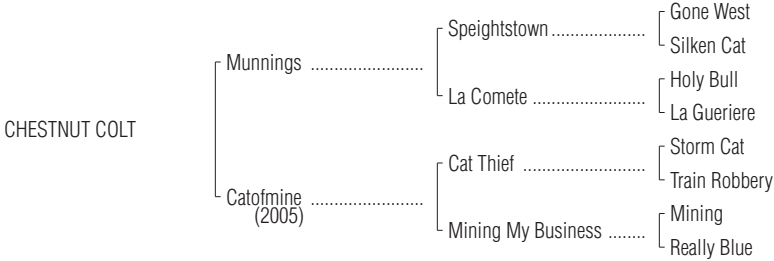 Gone West
Speightstown ......................
Silken Cat
Munnings .......................
Holy Bull
La Comete ..........................
La Gueriere
CHESTNUT COLT
Storm Cat
Cat Thief ............................
Train Robbery
Catofmine .......................
(2005)
Mining
Mining My Business ........
Really Blue